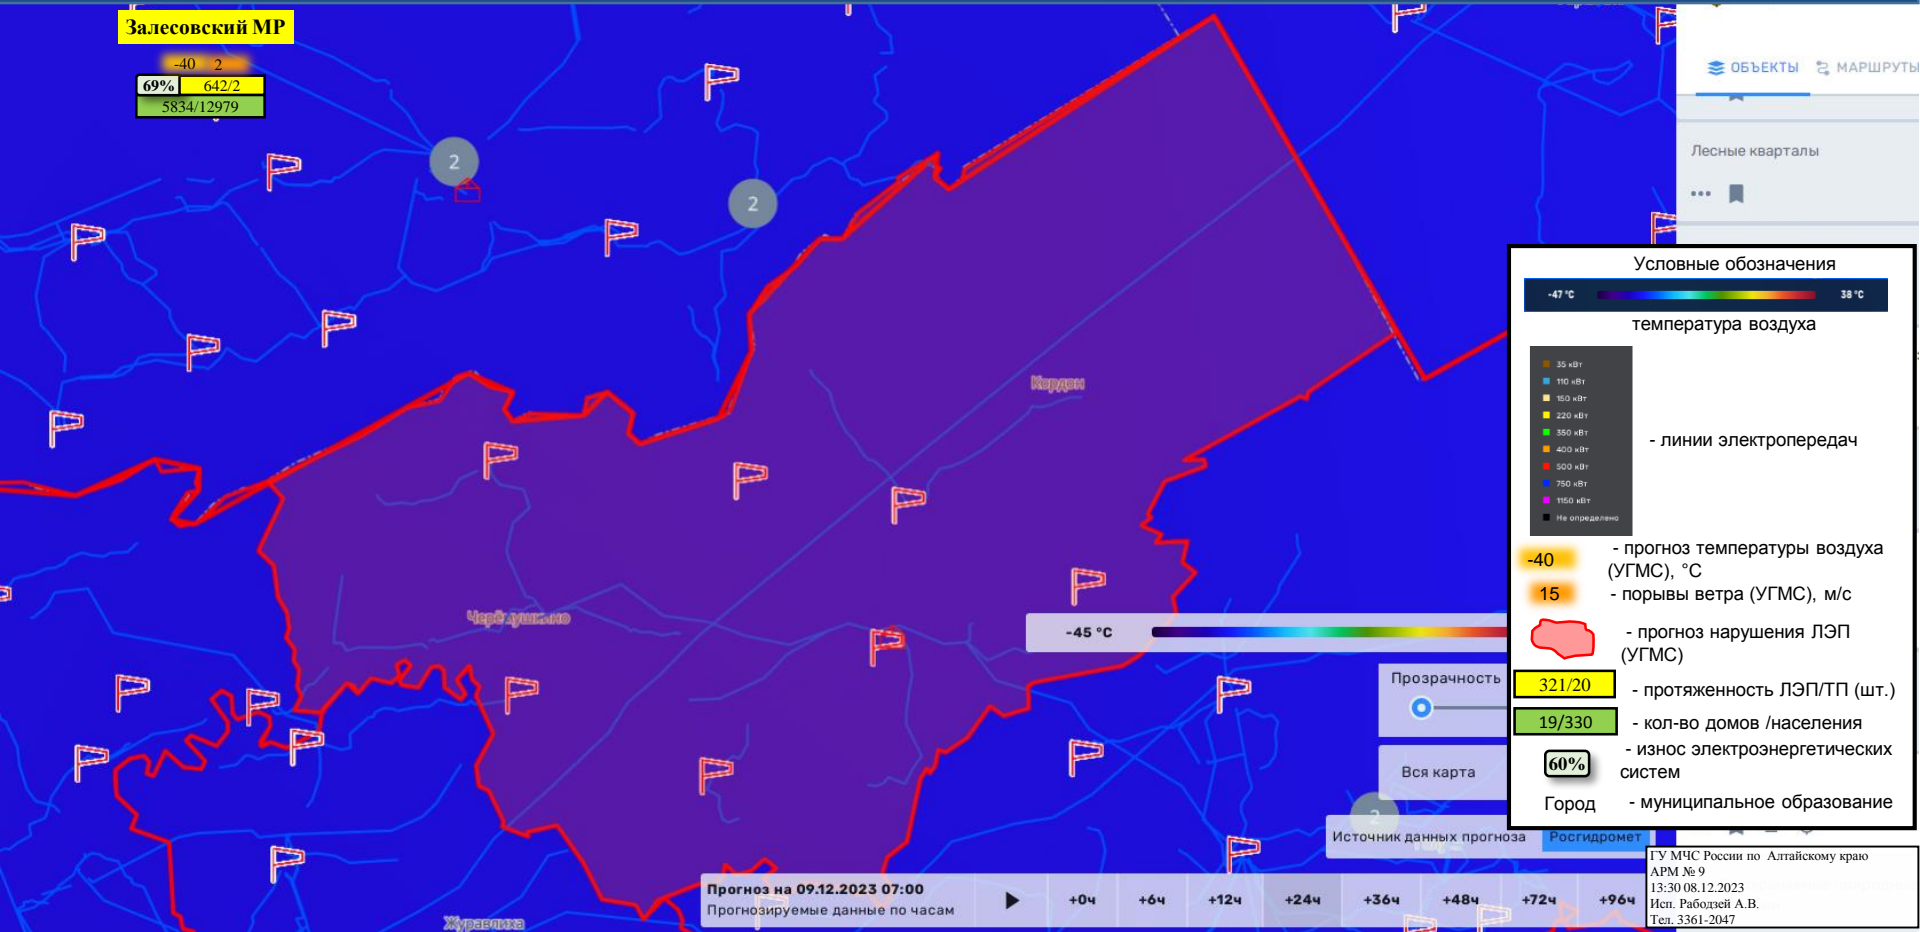 Залесовский МР
-40 2
69% 642/2
5834/12979
ОБЪЕКТЫ МАРШРУТЫ
Лесные кварталы
2
2
Кордон
Журавлиха
-45 °C
Прозрачность
Вся карта
2
Источник данных прогноза Росгидромет
Прогноз на 09.12.2023 07:00
Прогнозируемые данные по часам
+0ч +6ч +12ч +24ч +36ч +48ч +72ч +96ч
Условные обозначения
-47 °C 38 °C
температура воздуха
35 кВт
110 кВт
150 кВт
220 кВт
350 кВт
400 кВт
500 кВт
750 кВт
1150 кВт
Не определено
- линии электропередач
-40 - прогноз температуры воздуха
(УГМС), °С
15 - порывы ветра (УГМС), м/с
- прогноз нарушения ЛЭП
(УГМС)
321/20 - протяженность ЛЭП/ТП (шт.)
19/330 - кол-во домов /населения
60% - износ электроэнергетических
систем
Город - муниципальное образование
ГУ МЧС России по Алтайскому краю
АРМ № 9
13:30 08.12.2023
Исп. Рабодзей А.В.
Тел. 3361-2047